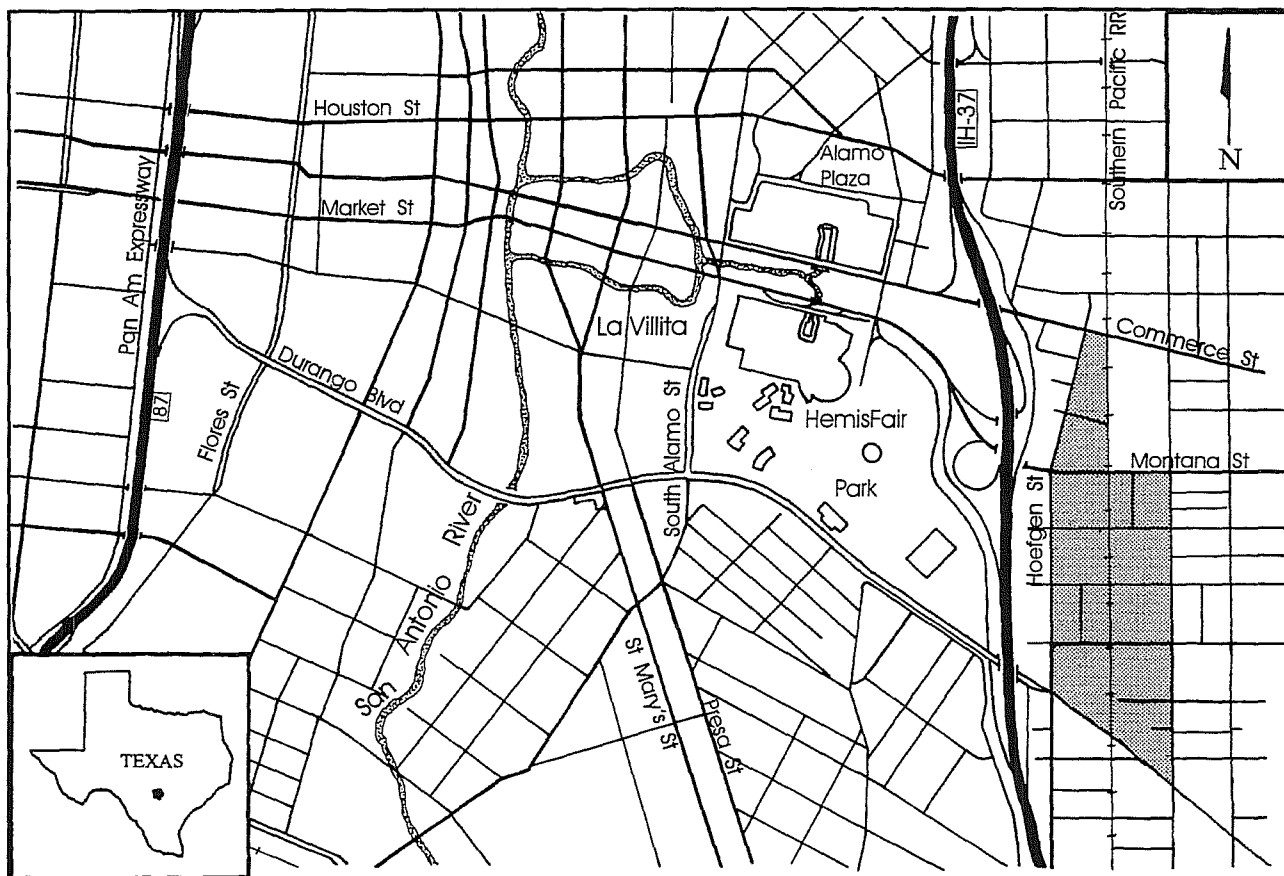 Houston St
Market St
Pan Am Expressway
87
Flores St
Durango Blvd
San Antonio River
La Villita
South Alamo St
Alamo
Plaza
HemisFair
Park
St Mary's St
Presa St
IH-37
Hoefgen St
Southern Pacific RR
N
Commerce St
Montana St
TEXAS